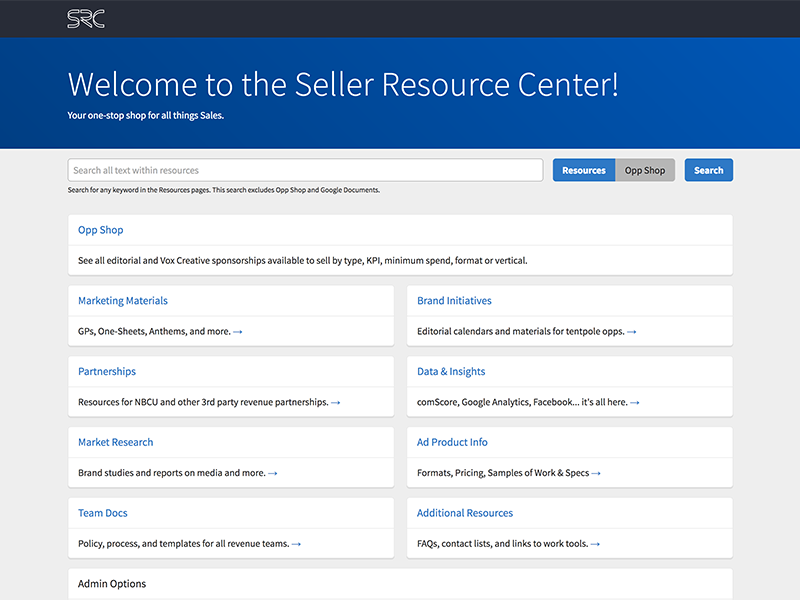 SRC
Welcome to the Seller Resource Center!
Your one-stop shop for all things Sales.
Search all text within resources
Resources
Opp Shop
Search
Search for any keyword in the Resources pages. This search excludes Opp Shop and Google Documents.
Opp Shop
See all editorial and Vox Creative sponsorships available to sell by type, KPI, minimum spend, format or vertical.
Marketing Materials
GPs, One-Sheets, Anthems, and more. →
Brand Initiatives
Editorial calendars and materials for tentpole opps. →
Partnerships
Resources for NBCU and other 3rd party revenue partnerships. →
Data & Insights
comScore, Google Analytics, Facebook... it's all here. →
Market Research
Brand studies and reports on media and more. →
Ad Product Info
Formats, Pricing, Samples of Work & Specs →
Team Docs
Policy, process, and templates for all revenue teams. →
Additional Resources
FAQs, contact lists, and links to work tools. →
Admin Options